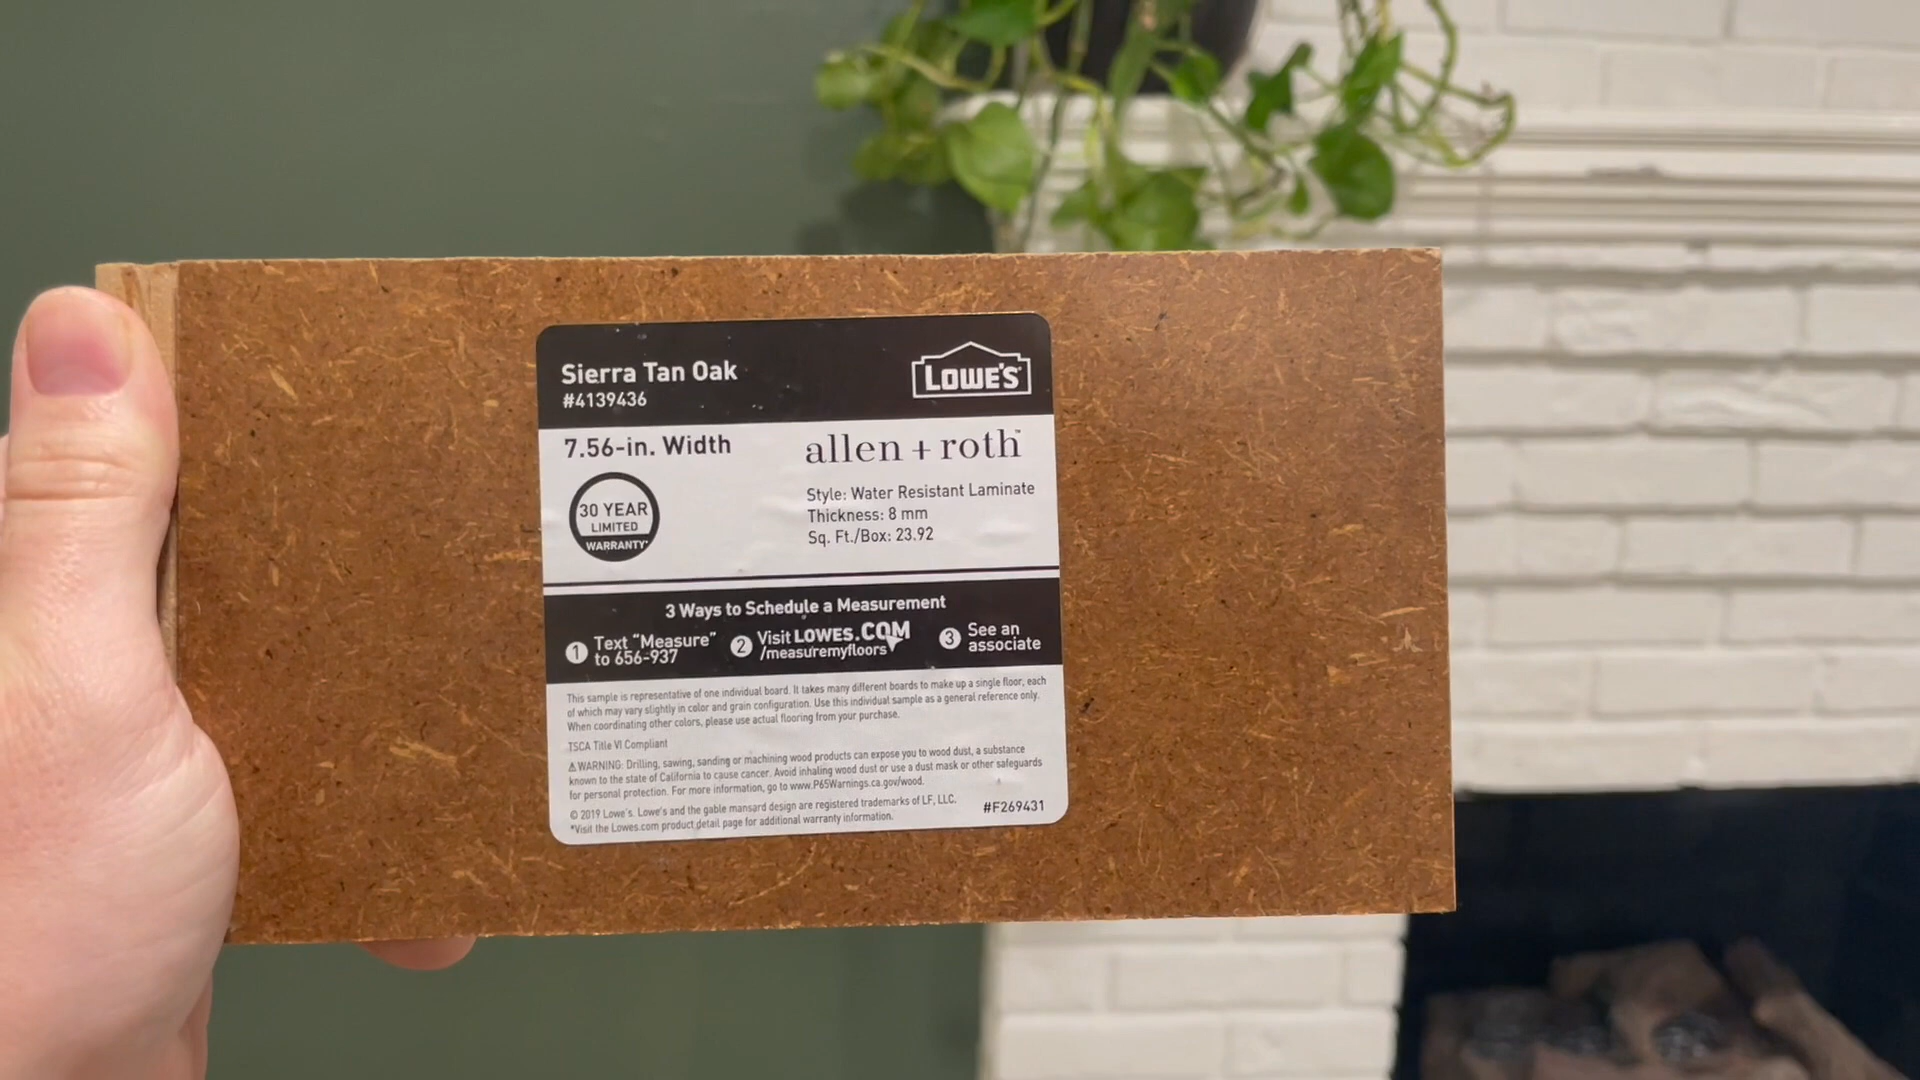 Sierra Tan Oak
#4139436
LOWE'S
7.56-in. Width
allen + roth™
30 YEAR
LIMITED
WARRANTY*
Style: Water Resistant Laminate
Thickness: 8 mm
Sq. Ft./Box: 23.92
3 Ways to Schedule a Measurement
1 Text “Measure”
to 656-937
2 Visit LOWES.COM
/measuremyfloors
3 See an
associate
This sample is representative of one individual board. It takes many different boards to make up a single floor, each
of which may vary slightly in color and grain configuration. Use this individual sample as a general reference only.
When coordinating other colors, please use actual flooring from your purchase.
TSCA Title VI Compliant
⚠ WARNING: Drilling, sawing, sanding or machining wood products can expose you to wood dust, a substance
known to the state of California to cause cancer. Avoid inhaling wood dust or use a dust mask or other safeguards
for personal protection. For more information, go to www.P65Warnings.ca.gov/wood.
© 2019 Lowe's. Lowe's and the gable mansard design are registered trademarks of LF, LLC.
*Visit the Lowes.com product detail page for additional warranty information.
#F269431